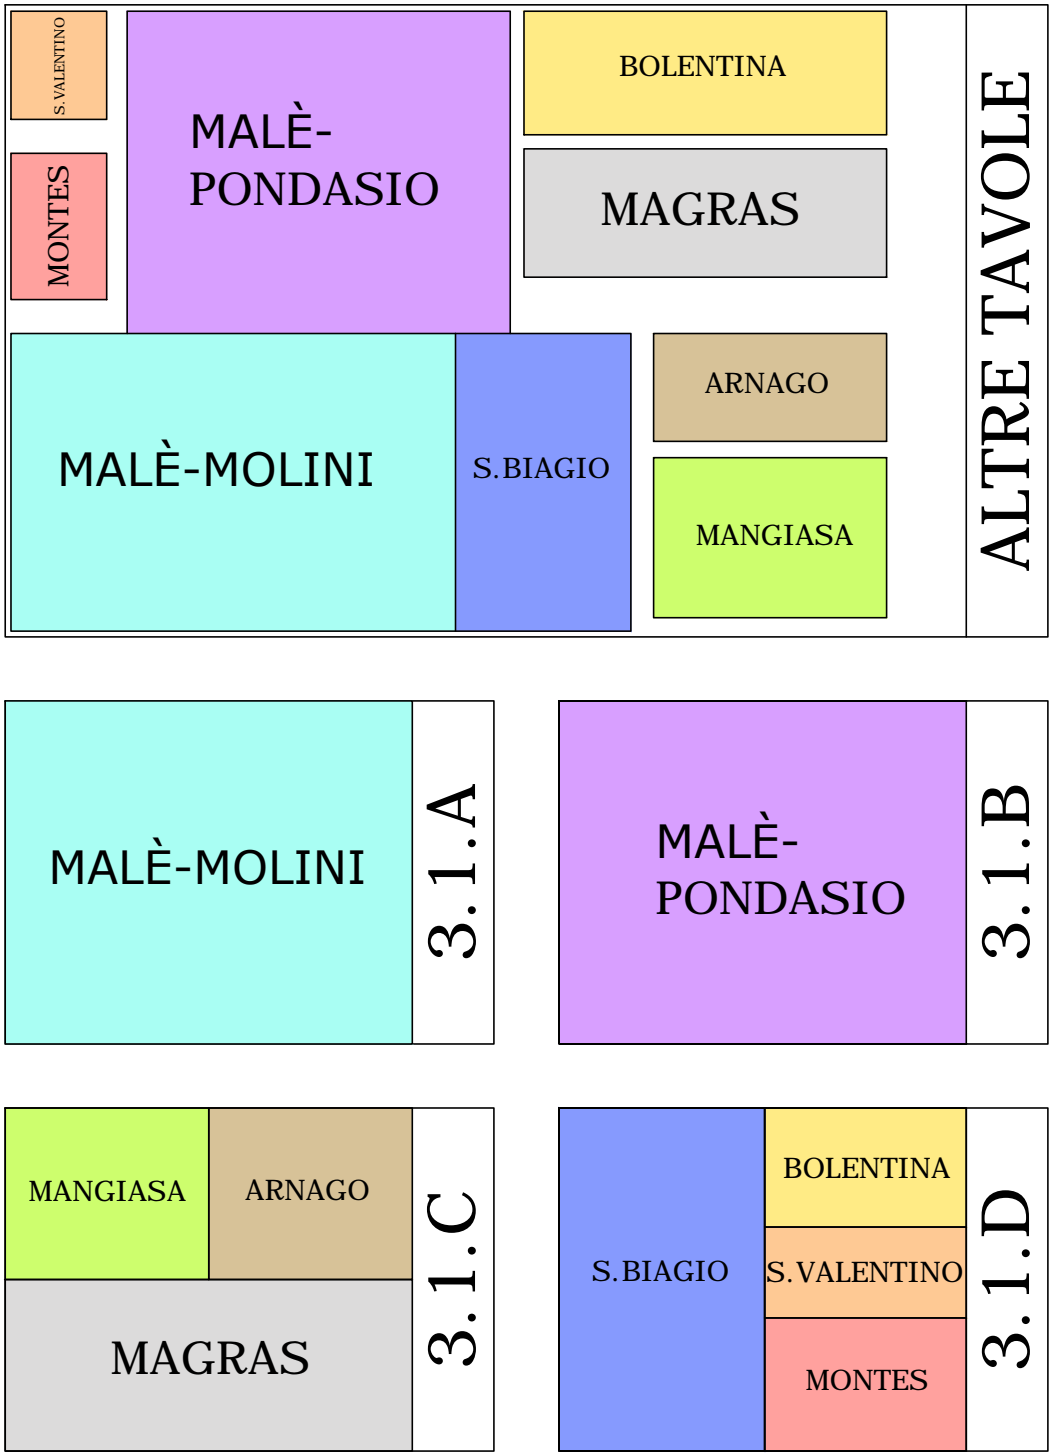 S.VALENTINO
MALÈ-
PONDASIO
BOLENTINA
MONTES
MAGRAS
ALTRE TAVOLE
MALÈ-MOLINI
S.BIAGIO
ARNAGO
MANGIASA
MALÈ-MOLINI
3.1.A
MALÈ-
PONDASIO
3.1.B
MANGIASA
ARNAGO
MAGRAS
3.1.C
S.BIAGIO
BOLENTINA
S.VALENTINO
MONTES
3.1.D